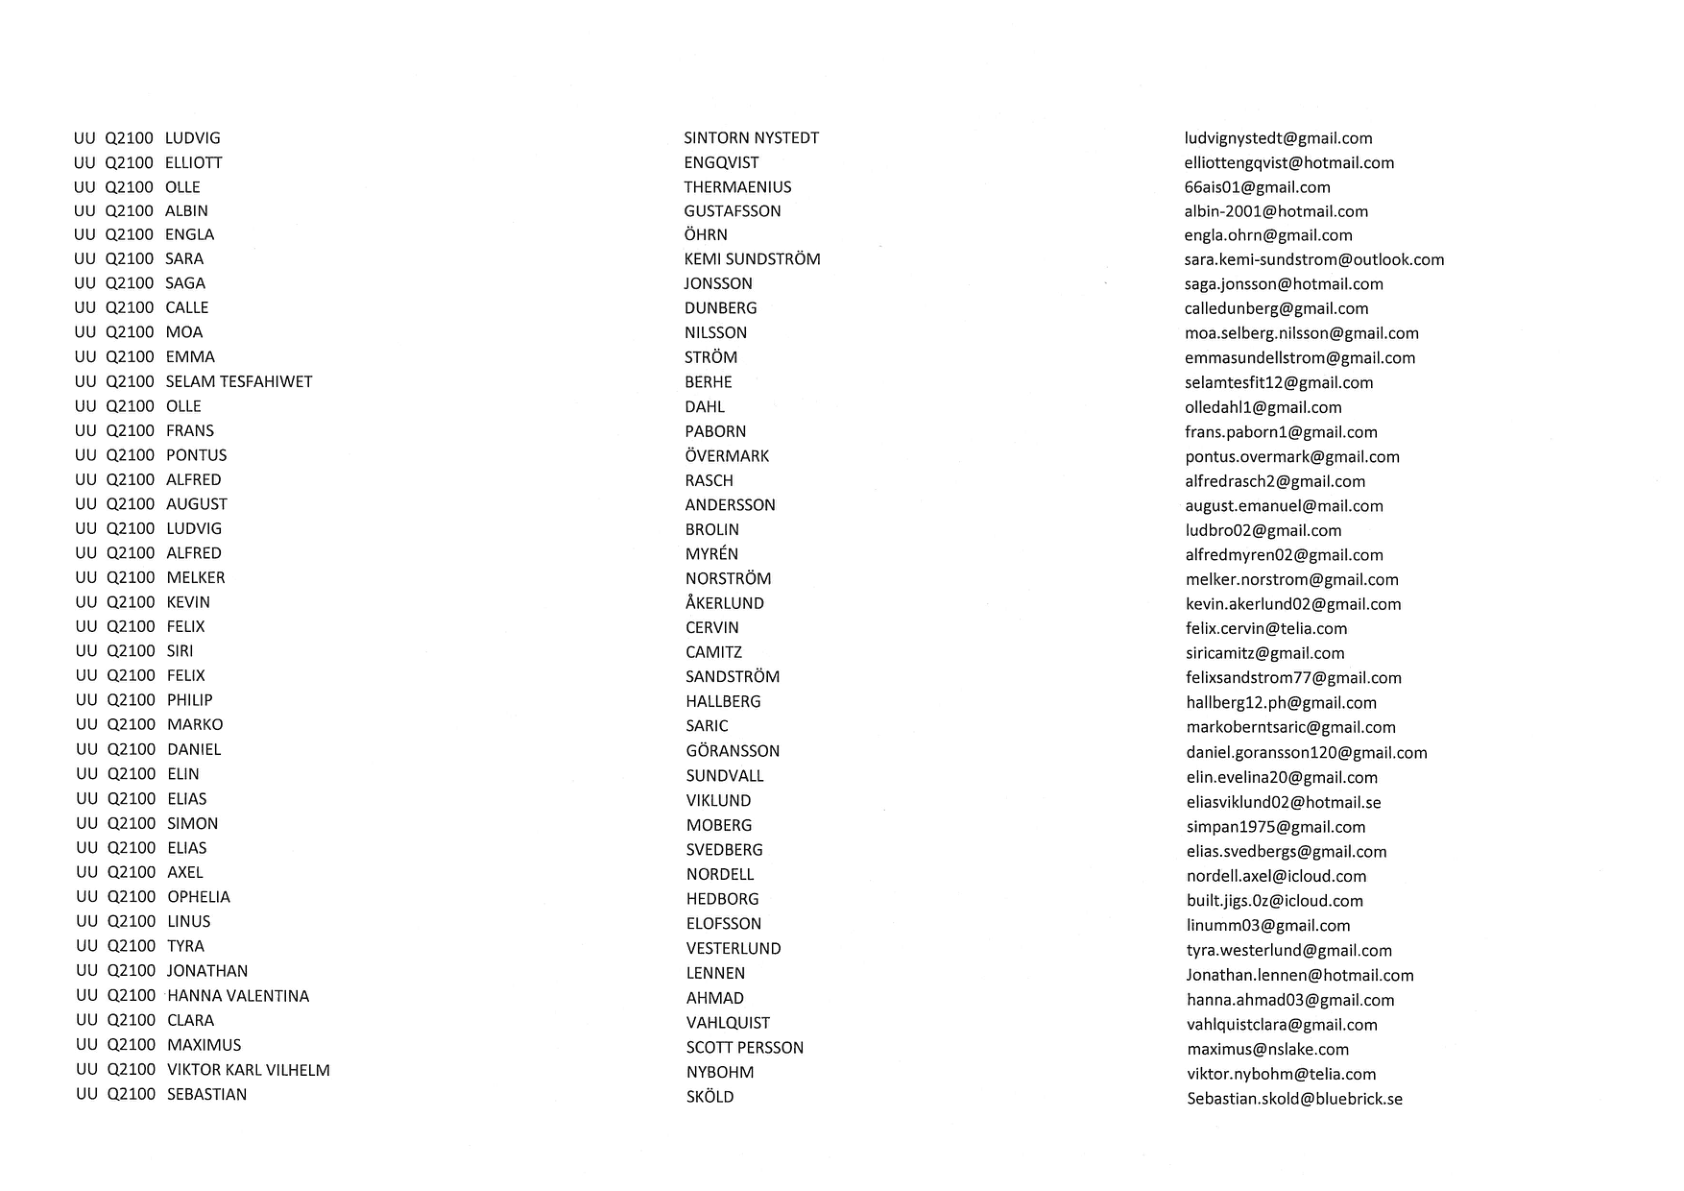 UU Q2100 LUDVIG SINTORN NYSTEDT ludvignystedt@gmail.com
UU Q2100 ELLIOTT ENGQVIST elliottengqvist@hotmail.com
UU Q2100 OLLE THERMAENIUS 66ais01@gmail.com
UU Q2100 ALBIN GUSTAFSSON albin-2001@hotmail.com
UU Q2100 ENGLA ÖHRN engla.ohrn@gmail.com
UU Q2100 SARA KEMI SUNDSTRÖM sara.kemi-sundstrom@outlook.com
UU Q2100 SAGA JONSSON saga.jonsson@hotmail.com
UU Q2100 CALLE DUNBERG calledunberg@gmail.com
UU Q2100 MOA NILSSON moa.selberg.nilsson@gmail.com
UU Q2100 EMMA STRÖM emmasundellstrom@gmail.com
UU Q2100 SELAM TESFAHIWET BERHE selamtesfit12@gmail.com
UU Q2100 OLLE DAHL olledahl1@gmail.com
UU Q2100 FRANS PABORN frans.paborn1@gmail.com
UU Q2100 PONTUS ÖVERMARK pontus.overmark@gmail.com
UU Q2100 ALFRED RASCH alfredrasch2@gmail.com
UU Q2100 AUGUST ANDERSSON august.emanuel@mail.com
UU Q2100 LUDVIG BROLIN ludbro02@gmail.com
UU Q2100 ALFRED MYRÉN alfredmyren02@gmail.com
UU Q2100 MELKER NORSTRÖM melker.norstrom@gmail.com
UU Q2100 KEVIN ÅKERLUND kevin.akerlund02@gmail.com
UU Q2100 FELIX CERVIN felix.cervin@telia.com
UU Q2100 SIRI CAMITZ siricamitz@gmail.com
UU Q2100 FELIX SANDSTRÖM felixsandstrom77@gmail.com
UU Q2100 PHILIP HALLBERG hallberg12.ph@gmail.com
UU Q2100 MARKO SARIC markoberntsaric@gmail.com
UU Q2100 DANIEL GÖRANSSON daniel.goransson120@gmail.com
UU Q2100 ELIN SUNDVALL elin.evelina20@gmail.com
UU Q2100 ELIAS VIKLUND eliasviklund02@hotmail.se
UU Q2100 SIMON MOBERG simpan1975@gmail.com
UU Q2100 ELIAS SVEDBERG elias.svedbergs@gmail.com
UU Q2100 AXEL NORDELL nordell.axel@icloud.com
UU Q2100 OPHELIA HEDBORG built.jigs.0z@icloud.com
UU Q2100 LINUS ELOFSSON linumm03@gmail.com
UU Q2100 TYRA VESTERLUND tyra.westerlund@gmail.com
UU Q2100 JONATHAN LENNEN Jonathan.lennen@hotmail.com
UU Q2100 HANNA VALENTINA AHMAD hanna.ahmad03@gmail.com
UU Q2100 CLARA VAHLQUIST vahlquistclara@gmail.com
UU Q2100 MAXIMUS SCOTT PERSSON maximus@nslake.com
UU Q2100 VIKTOR KARL VILHELM NYBOHM viktor.nybohm@telia.com
UU Q2100 SEBASTIAN SKÖLD Sebastian.skold@bluebrick.se